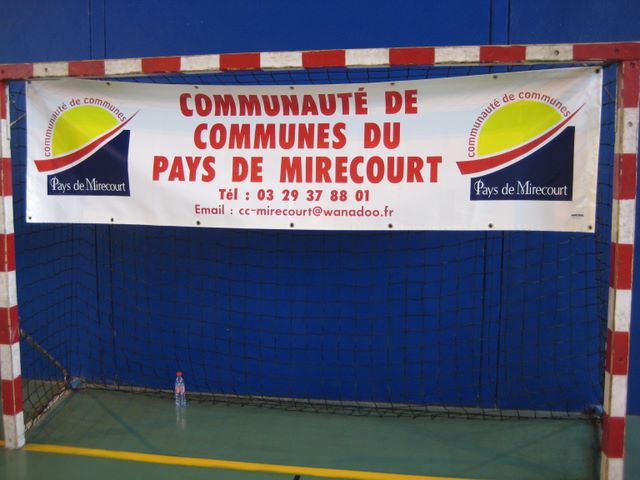 communauté de communes
Pays de Mirecourt
COMMUNAUTÉ DE
COMMUNES DU
PAYS DE MIRECOURT
Tél : 03 29 37 88 01
Email : cc-mirecourt@wanadoo.fr
communauté de communes
Pays de Mirecourt